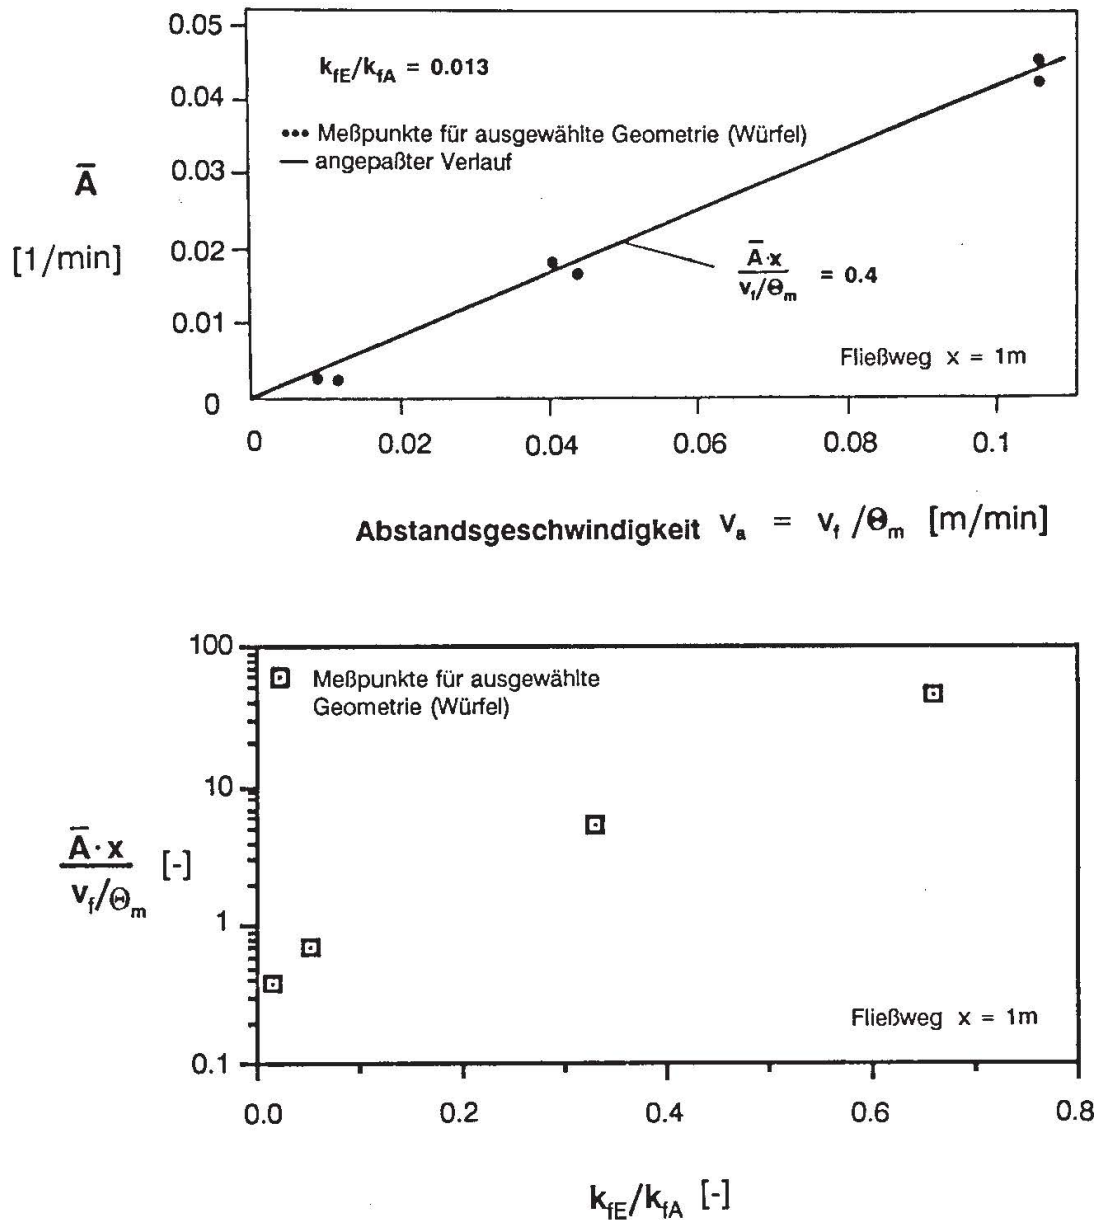 0.05
k_fE/k_fA = 0.013
0.04
••• Meßpunkte für ausgewählte Geometrie (Würfel)
— angepaßter Verlauf
0.03
Ā
[1/min]
0.02
Ā·x
v_f/Θ_m
= 0.4
0.01
Fließweg x = 1m
0
0 0.02 0.04 0.06 0.08 0.1
Abstandsgeschwindigkeit v_a = v_f /Θ_m [m/min]
100
Meßpunkte für ausgewählte
Geometrie (Würfel)
10
Ā·x
v_f/Θ_m
[-]
1
Fließweg x = 1m
0.1
0.0 0.2 0.4 0.6 0.8
k_fE/k_fA [-]